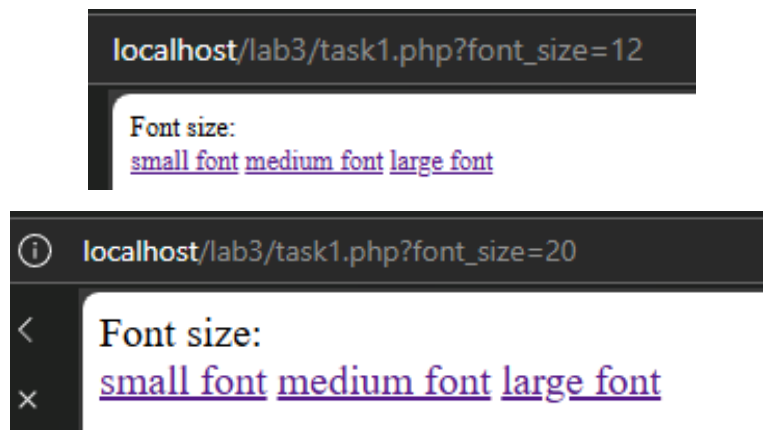 localhost/lab3/task1.php?font_size=12
Font size:
small font medium font large font
localhost/lab3/task1.php?font_size=20
Font size:
small font medium font large font